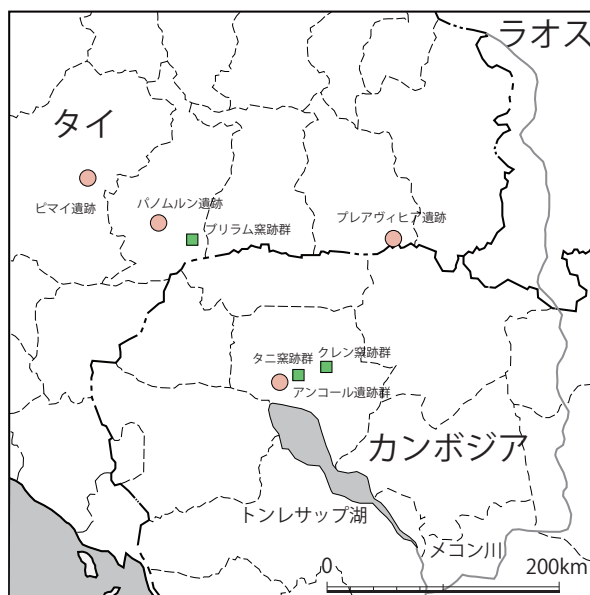 ラオス
タイ
ピマイ遺跡
パノムルン遺跡
ブリラム窯跡群
プレアヴィヒア遺跡
タニ窯跡群
クレン窯跡群
アンコール遺跡群
カンボジア
トンレサップ湖
メコン川
0
200km